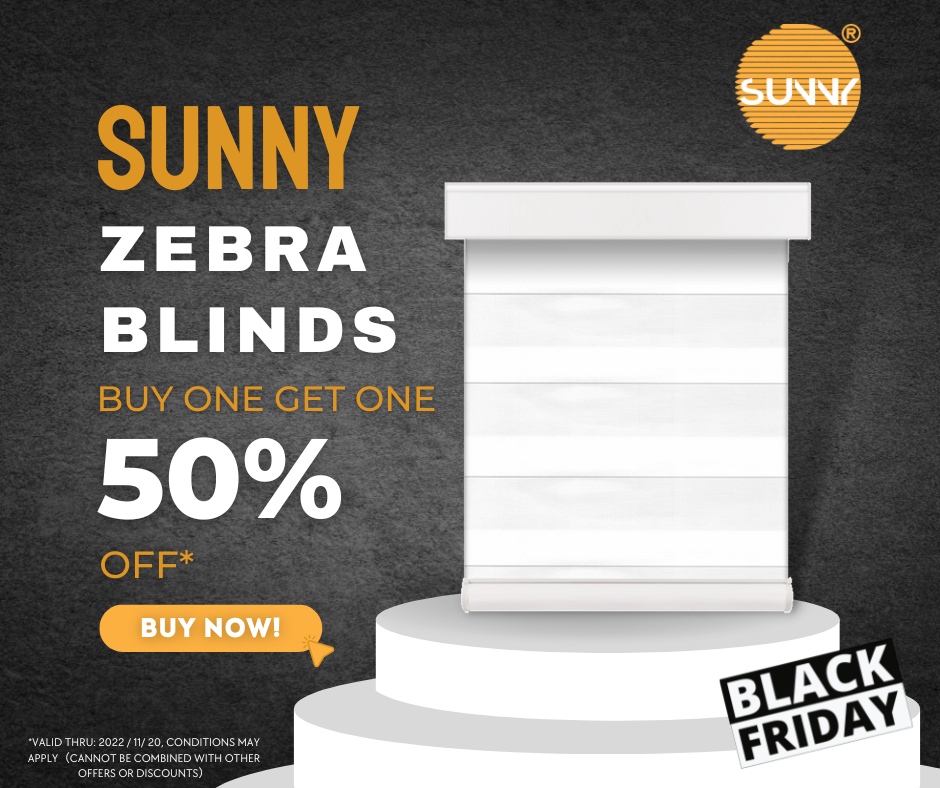 SUNNY
®
SUNNY
ZEBRA
BLINDS
BUY ONE GET ONE
50%
OFF*
BUY NOW!
BLACK
FRIDAY
*VALID THRU: 2022 / 11/ 20, CONDITIONS MAY
APPLY（CANNOT BE COMBINED WITH OTHER
OFFERS OR DISCOUNTS）